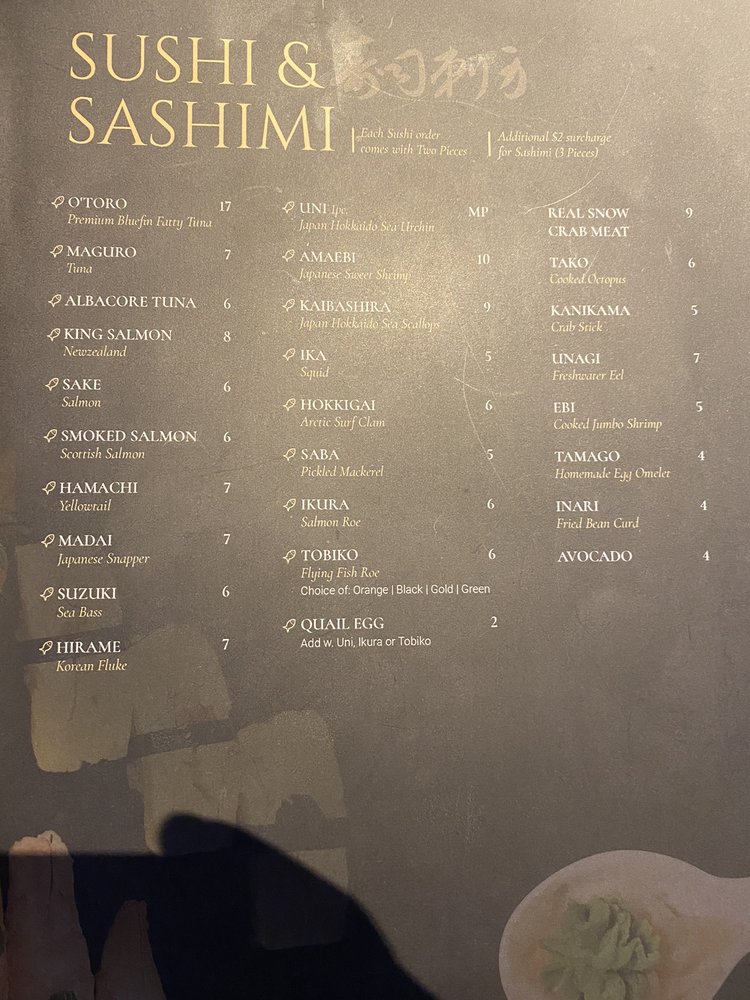 SUSHI &
SASHIMI
Each Sushi order
comes with Two Pieces
Additional $2 surcharge
for Sashimi (3 Pieces)
O'TORO 17
Premium Bluefin Fatty Tuna
MAGURO 7
Tuna
ALBACORE TUNA 6
KING SALMON 8
Newzealand
SAKE 6
Salmon
SMOKED SALMON 6
Scottish Salmon
HAMACHI 7
Yellowtail
MADAI 7
Japanese Snapper
SUZUKI 6
Sea Bass
HIRAME 7
Korean Fluke
UNI 1pc. MP
Japan Hokkaido Sea Urchin
AMAEBI 10
Japanese Sweet Shrimp
KAIBASHIRA 9
Japan Hokkaido Sea Scallops
IKA 5
Squid
HOKKIGAI 6
Arctic Surf Clam
SABA 5
Pickled Mackerel
IKURA 6
Salmon Roe
TOBIKO 6
Flying Fish Roe
Choice of: Orange | Black | Gold | Green
QUAIL EGG 2
Add w. Uni, Ikura or Tobiko
REAL SNOW 9
CRAB MEAT
TAKO 6
Cooked Octopus
KANIKAMA 5
Crab Stick
UNAGI 7
Freshwater Eel
EBI 5
Cooked Jumbo Shrimp
TAMAGO 4
Homemade Egg Omelet
INARI 4
Fried Bean Curd
AVOCADO 4